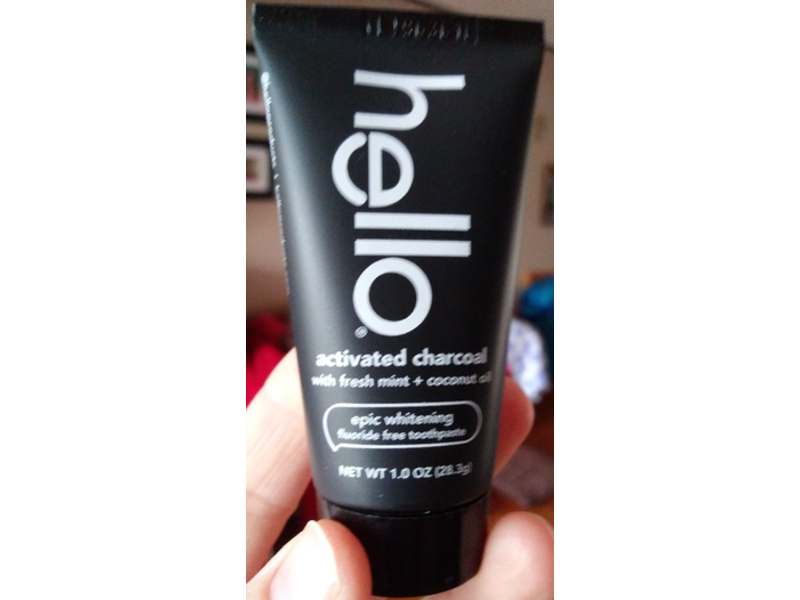 hello®
activated charcoal
with fresh mint + coconut oil
epic whitening
fluoride free toothpaste
NET WT 1.0 OZ (28.3g)